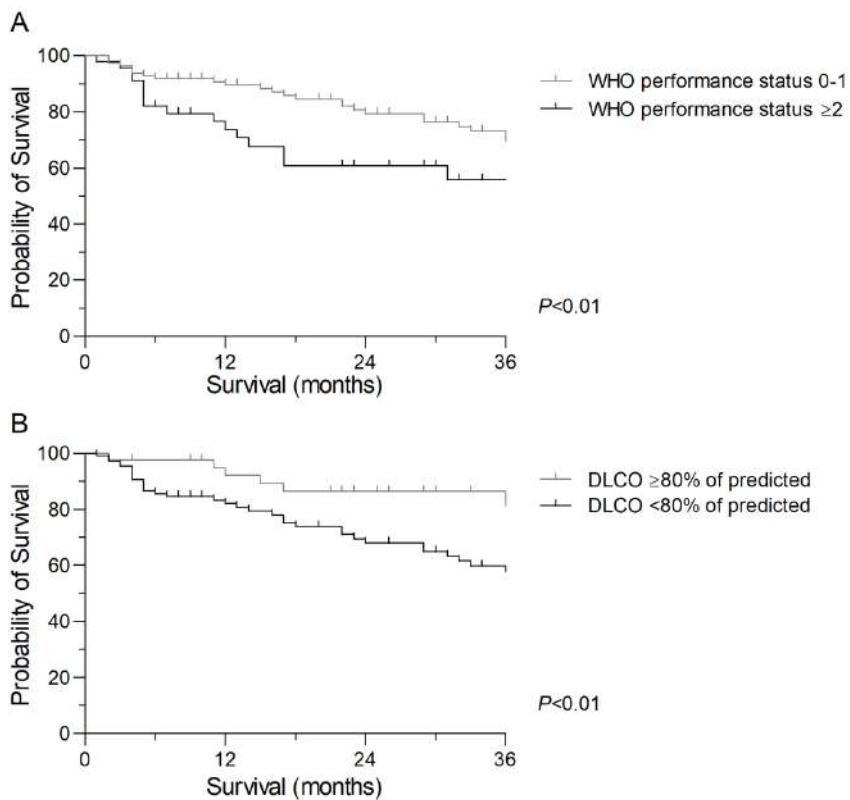 A
Probability of Survival
100
80
60
40
20
0
0 12 24 36
Survival (months)
WHO performance status 0-1
WHO performance status ≥2
P<0.01
B
Probability of Survival
100
80
60
40
20
0
0 12 24 36
Survival (months)
DLCO ≥80% of predicted
DLCO <80% of predicted
P<0.01